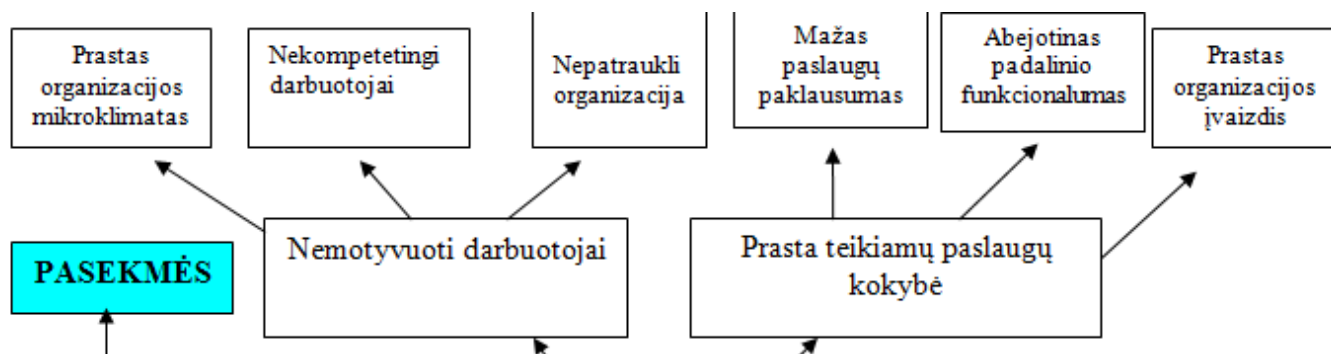 Prastas
organizacijos
mikroklimatas
Nekompetetingi
darbuotojai
Nepatraukli
organizacija
Mažas
paslaugų
paklausumas
Abejotinas
padalinio
funkcionalumas
Prastas
organizacijos
įvaizdis
PASEKMĖS
Nemotyvuoti darbuotojai
Prasta teikiamų paslaugų
kokybė